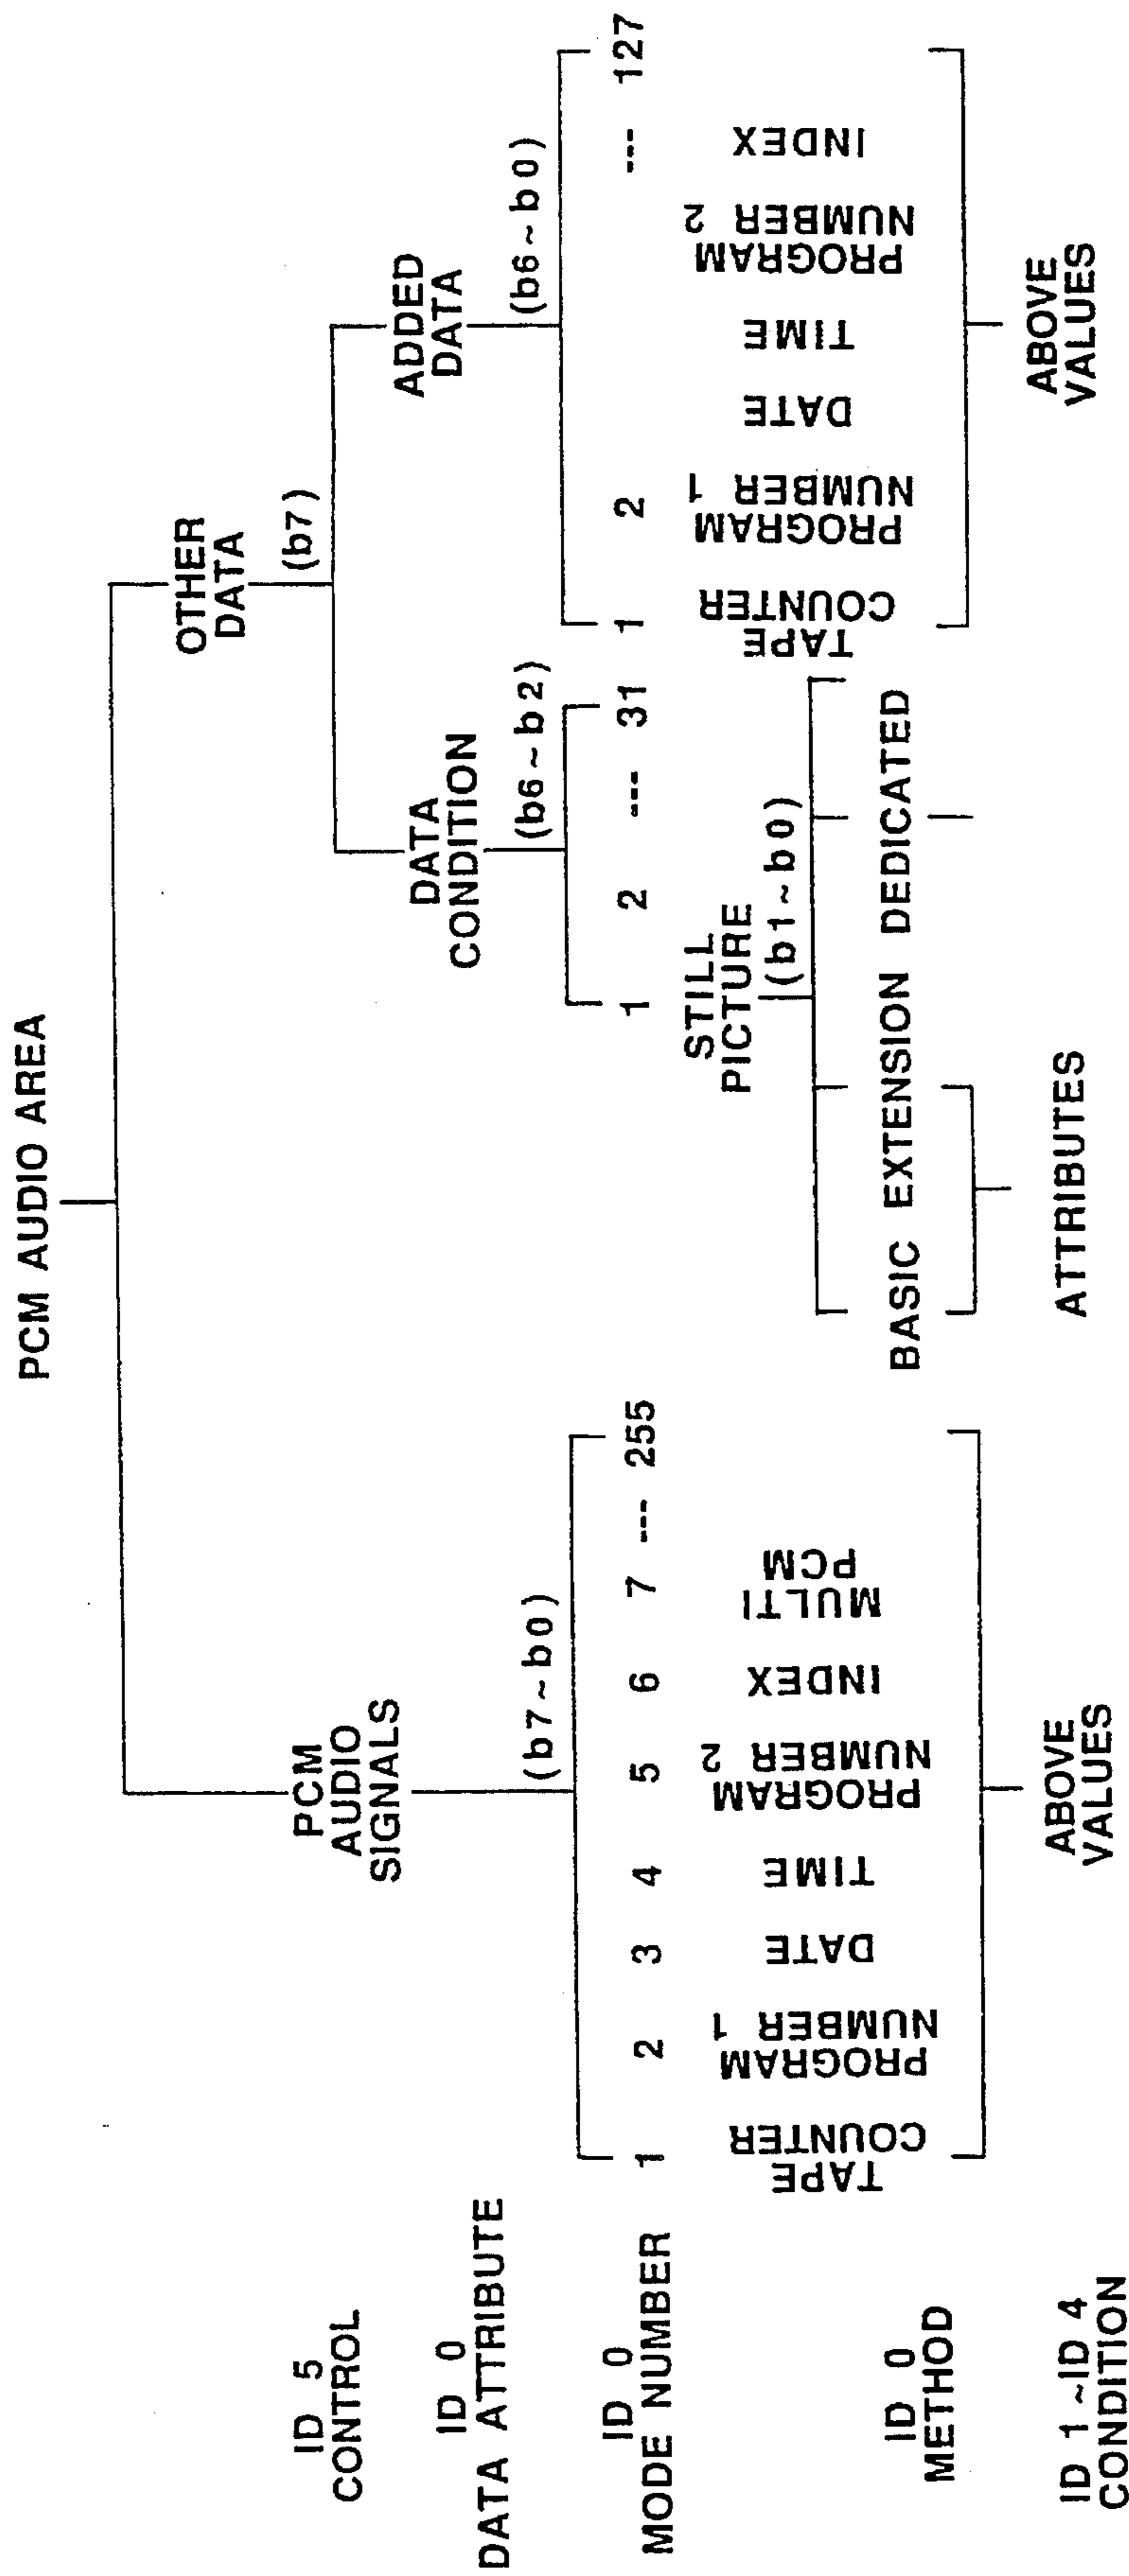 PCM AUDIO AREA
ID 5
CONTROL
PCM
AUDIO
SIGNALS
OTHER
DATA
(b7)
ID 0
DATA ATTRIBUTE
DATA
CONDITION
ADDED
DATA
(b7~b0)
(b6~b2)
(b6~b0)
ID 0
MODE NUMBER
1 2 3 4 5 6 7 --- 255
1 2 --- 31
1 2 --- 127
TAPE
COUNTER
PROGRAM
NUMBER 1
DATE
TIME
PROGRAM
NUMBER 2
INDEX
MULTI
PCM
STILL
PICTURE
(b1~b0)
TAPE
COUNTER
PROGRAM
NUMBER 1
DATE
TIME
PROGRAM
NUMBER 2
INDEX
ID 0
METHOD
BASIC EXTENSION DEDICATED
ID 1~ID 4
CONDITION
ABOVE
VALUES
ATTRIBUTES
ABOVE
VALUES